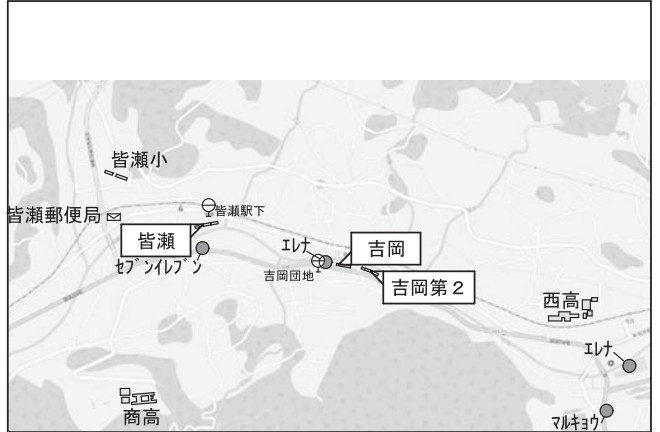 皆瀬小
皆瀬郵便局
皆瀬駅下
皆瀬
ｾﾌﾞﾝｲﾚﾌﾞﾝ
ｴﾚﾅ
吉岡団地
吉岡
吉岡第２
西高
ｴﾚﾅ
商高
ﾏﾙｷｮｳ